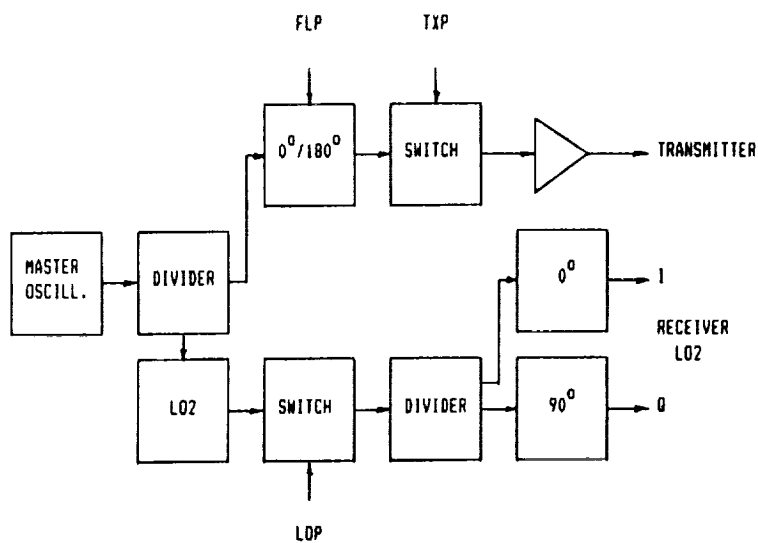 FLP
TXP
0°/180°
SWITCH
TRANSMITTER
MASTER
OSCILL.
DIVIDER
0°
I
RECEIVER
LO2
LO2
SWITCH
DIVIDER
90°
Q
LOP